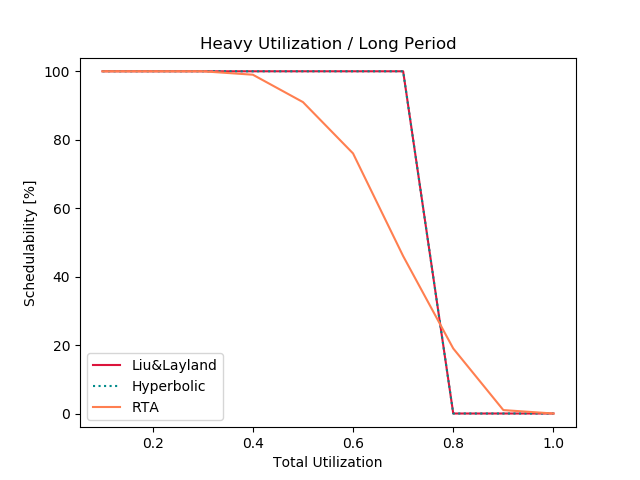 Heavy Utilization / Long Period
Schedulability [%]
100
80
60
40
20
0
Liu&Layland
Hyperbolic
RTA
0.2 0.4 0.6 0.8 1.0
Total Utilization